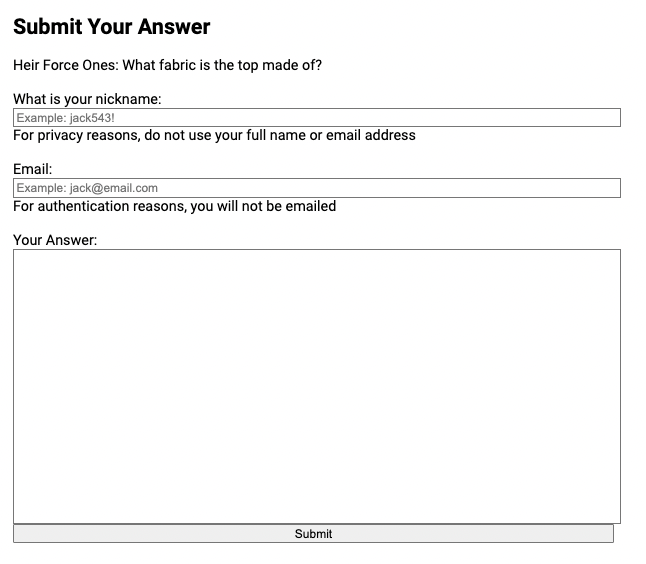 Submit Your Answer
Heir Force Ones: What fabric is the top made of?
What is your nickname:
Example: jack543!
For privacy reasons, do not use your full name or email address
Email:
Example: jack@email.com
For authentication reasons, you will not be emailed
Your Answer:
Submit